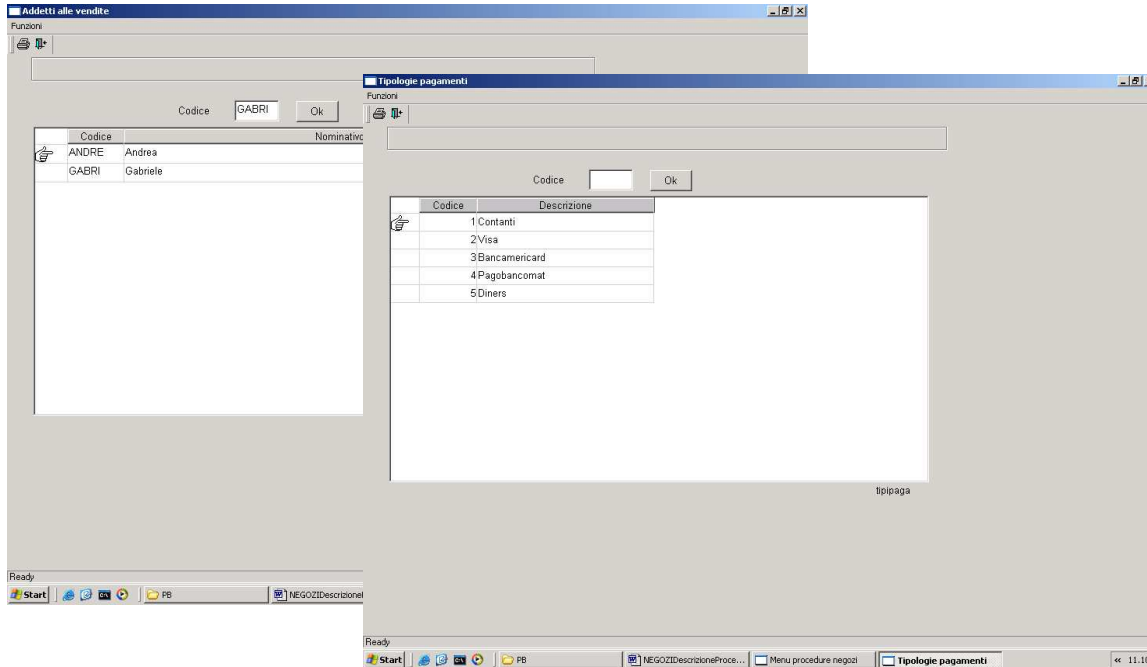 Addetti alle vendite
Funzioni
Codice GABRI Ok
Codice Nominativo
ANDRE Andrea
GABRI Gabriele
Ready
Start PB
Tipologie pagamenti
Funzioni
Codice Ok
Codice Descrizione
1 Contanti
2 Visa
3 Bancamericard
4 Pagobancomat
5 Diners
tipipaga
Ready
Start PB NEGOZIDescrizioneProce... Menu procedure negozi Tipologie pagamenti